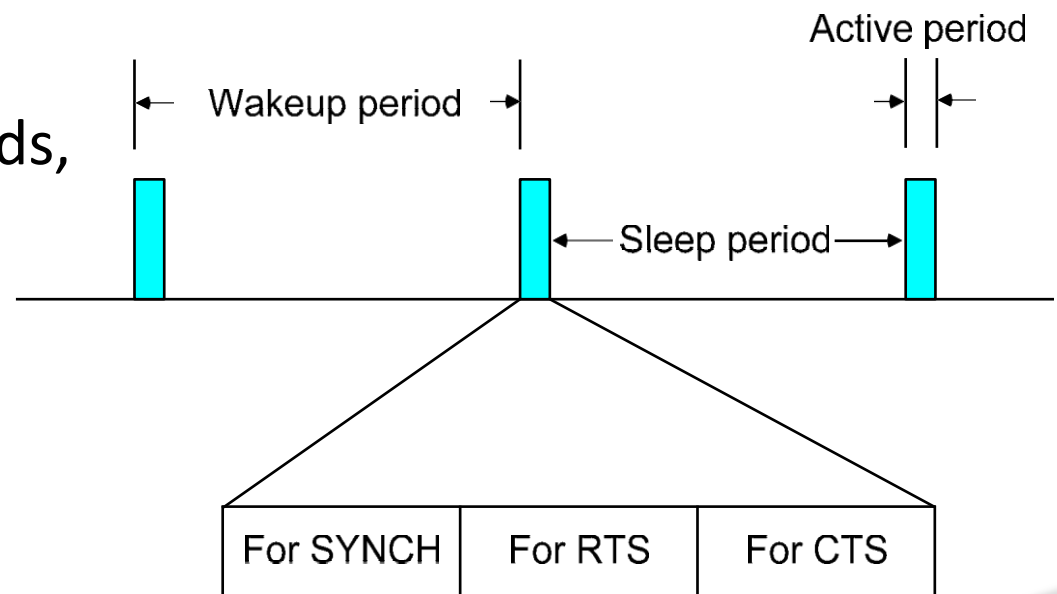 Active period
Wakeup period
ds,
Sleep period
For SYNCH
For RTS
For CTS